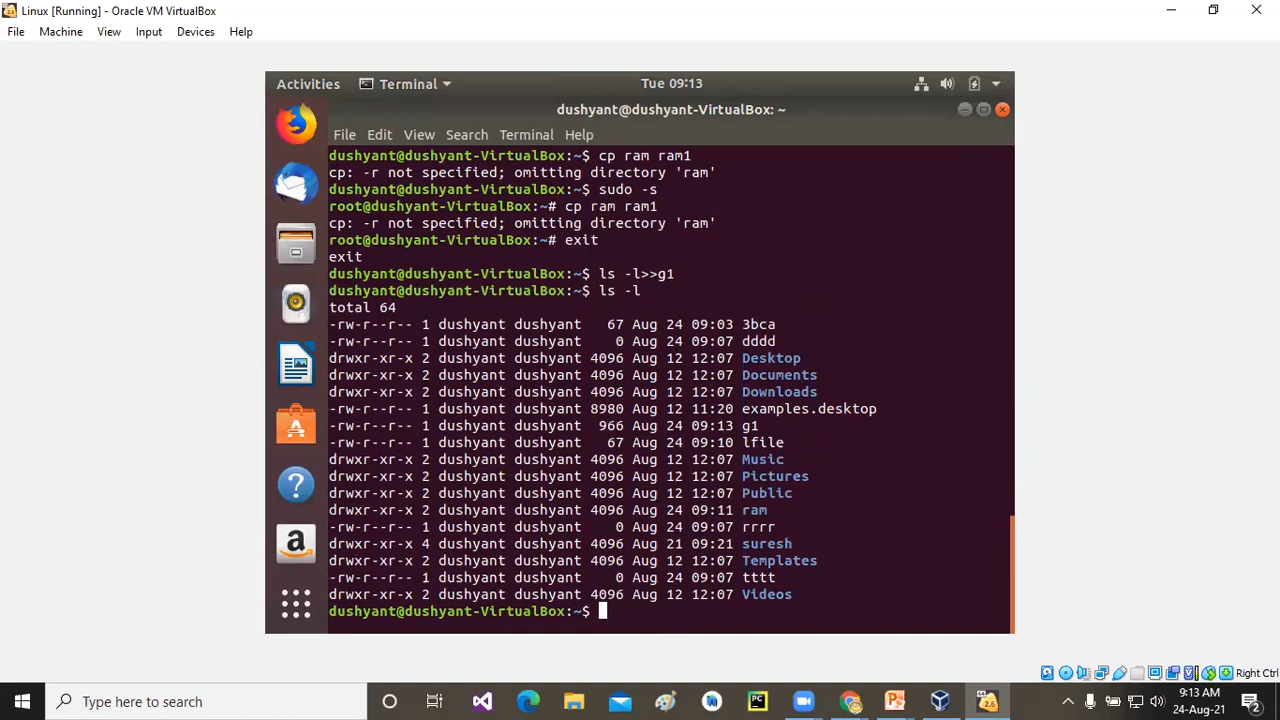 Linux [Running] - Oracle VM VirtualBox
File Machine View Input Devices Help
Activities Terminal Tue 09:13
dushyant@dushyant-VirtualBox: ~
File Edit View Search Terminal Help
dushyant@dushyant-VirtualBox:~$ cp ram ram1
cp: -r not specified; omitting directory 'ram'
dushyant@dushyant-VirtualBox:~$ sudo -s
root@dushyant-VirtualBox:~# cp ram ram1
cp: -r not specified; omitting directory 'ram'
root@dushyant-VirtualBox:~# exit
exit
dushyant@dushyant-VirtualBox:~$ ls -l>>g1
dushyant@dushyant-VirtualBox:~$ ls -l
total 64
-rw-r--r-- 1 dushyant dushyant   67 Aug 24 09:03 3bca
-rw-r--r-- 1 dushyant dushyant    0 Aug 24 09:07 dddd
drwxr-xr-x 2 dushyant dushyant 4096 Aug 12 12:07 Desktop
drwxr-xr-x 2 dushyant dushyant 4096 Aug 12 12:07 Documents
drwxr-xr-x 2 dushyant dushyant 4096 Aug 12 12:07 Downloads
-rw-r--r-- 1 dushyant dushyant 8980 Aug 12 11:20 examples.desktop
-rw-r--r-- 1 dushyant dushyant  966 Aug 24 09:13 g1
-rw-r--r-- 1 dushyant dushyant   67 Aug 24 09:10 lfile
drwxr-xr-x 2 dushyant dushyant 4096 Aug 12 12:07 Music
drwxr-xr-x 2 dushyant dushyant 4096 Aug 12 12:07 Pictures
drwxr-xr-x 2 dushyant dushyant 4096 Aug 12 12:07 Public
drwxr-xr-x 2 dushyant dushyant 4096 Aug 24 09:11 ram
-rw-r--r-- 1 dushyant dushyant    0 Aug 24 09:07 rrrr
drwxr-xr-x 4 dushyant dushyant 4096 Aug 21 09:21 suresh
drwxr-xr-x 2 dushyant dushyant 4096 Aug 12 12:07 Templates
-rw-r--r-- 1 dushyant dushyant    0 Aug 24 09:07 tttt
drwxr-xr-x 2 dushyant dushyant 4096 Aug 12 12:07 Videos
dushyant@dushyant-VirtualBox:~$
Right Ctrl
Type here to search
PC
2.6
9:13 AM
24-Aug-21
2